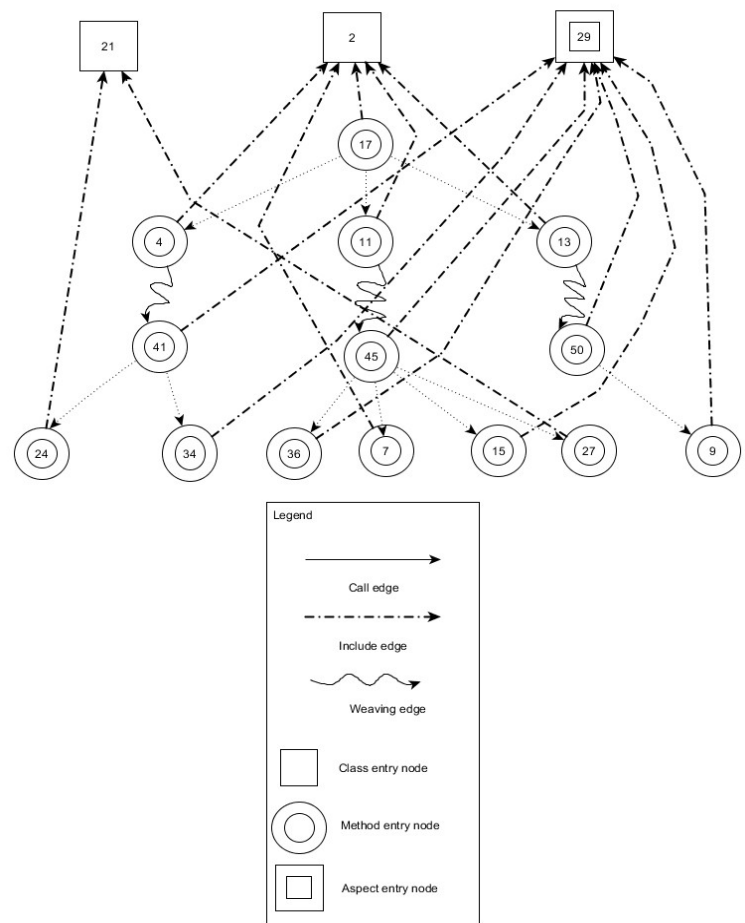 21
2
29
17
4
11
13
41
45
50
24
34
36
7
15
27
9
Legend
Call edge
Include edge
Weaving edge
Class entry node
Method entry node
Aspect entry node